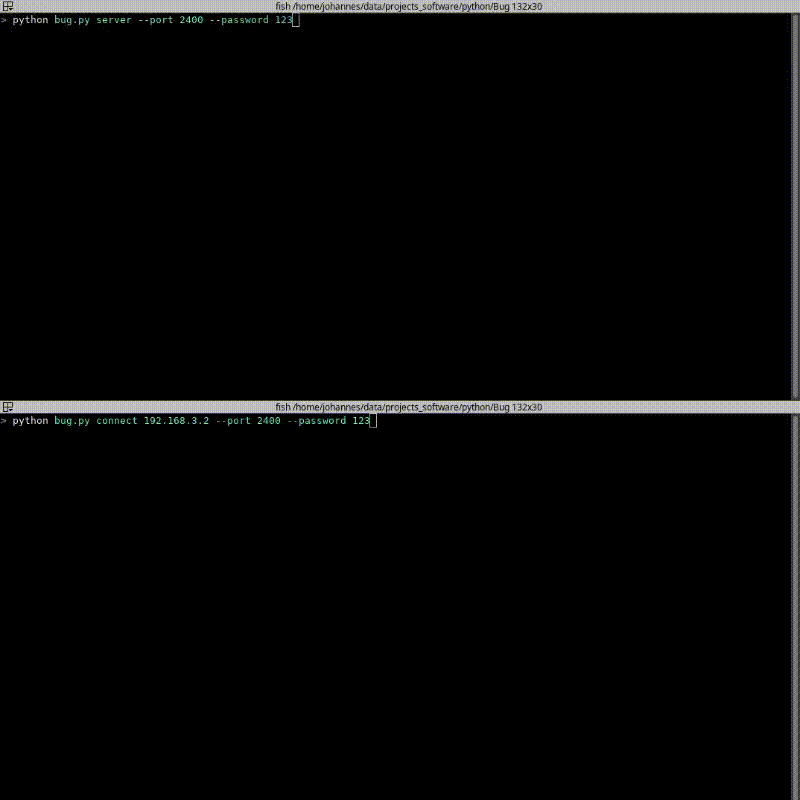 fish /home/johannes/data/projects_software/python/Bug 132x30
> python bug.py server --port 2400 --password 123
fish /home/johannes/data/projects_software/python/Bug 132x30
> python bug.py connect 192.168.3.2 --port 2400 --password 123